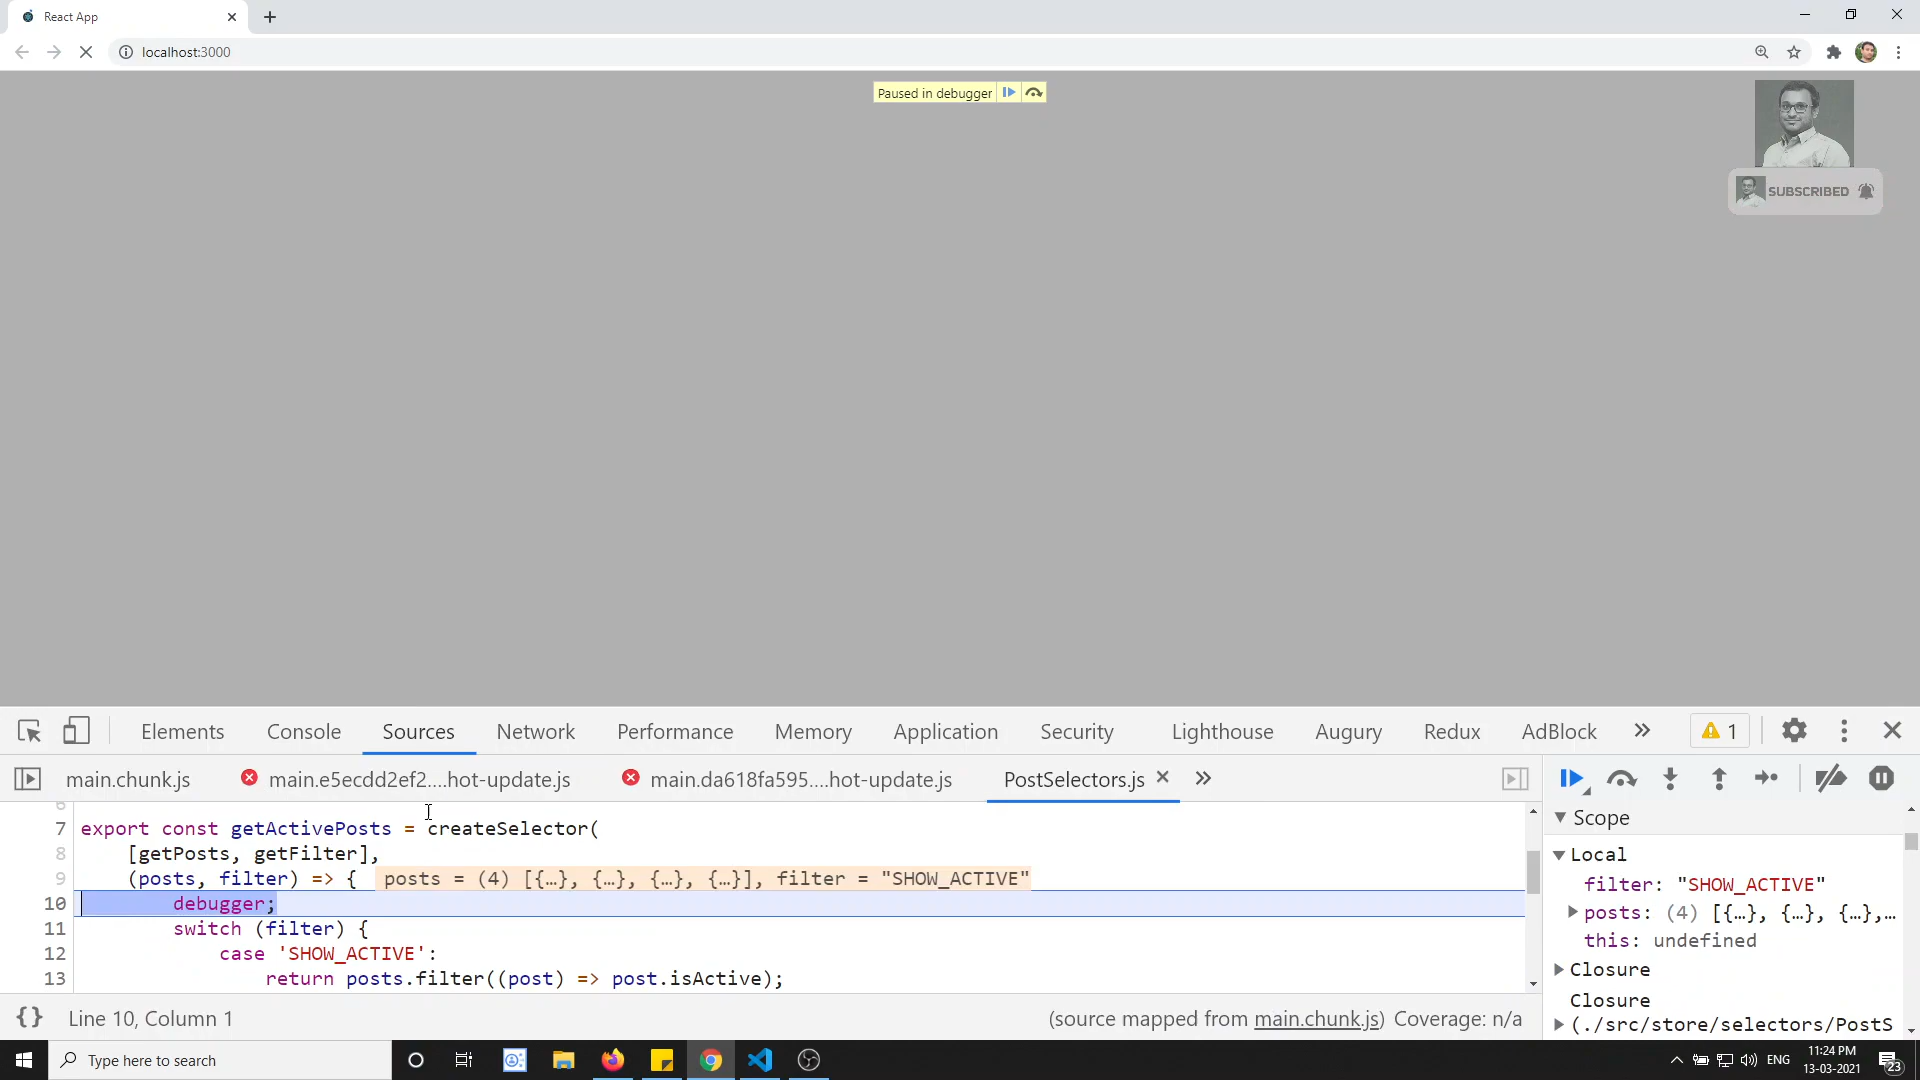 React App
localhost:3000
Paused in debugger
SUBSCRIBED
Elements Console Sources Network Performance Memory Application Security Lighthouse Augury Redux AdBlock 1
main.chunk.js main.e5ecdd2ef2....hot-update.js main.da618fa595....hot-update.js PostSelectors.js
6
7 export const getActivePosts = createSelector(
8 [getPosts, getFilter],
9 (posts, filter) => { posts = (4) [{…}, {…}, {…}, {…}], filter = "SHOW_ACTIVE"
10 debugger;
11 switch (filter) {
12 case 'SHOW_ACTIVE':
13 return posts.filter((post) => post.isActive);
Scope
Local
filter: "SHOW_ACTIVE"
posts: (4) [{…}, {…}, {…},…
this: undefined
Closure
Closure
(./src/store/selectors/PostS
{} Line 10, Column 1 (source mapped from main.chunk.js) Coverage: n/a
Type here to search
ENG
11:24 PM
13-03-2021
23